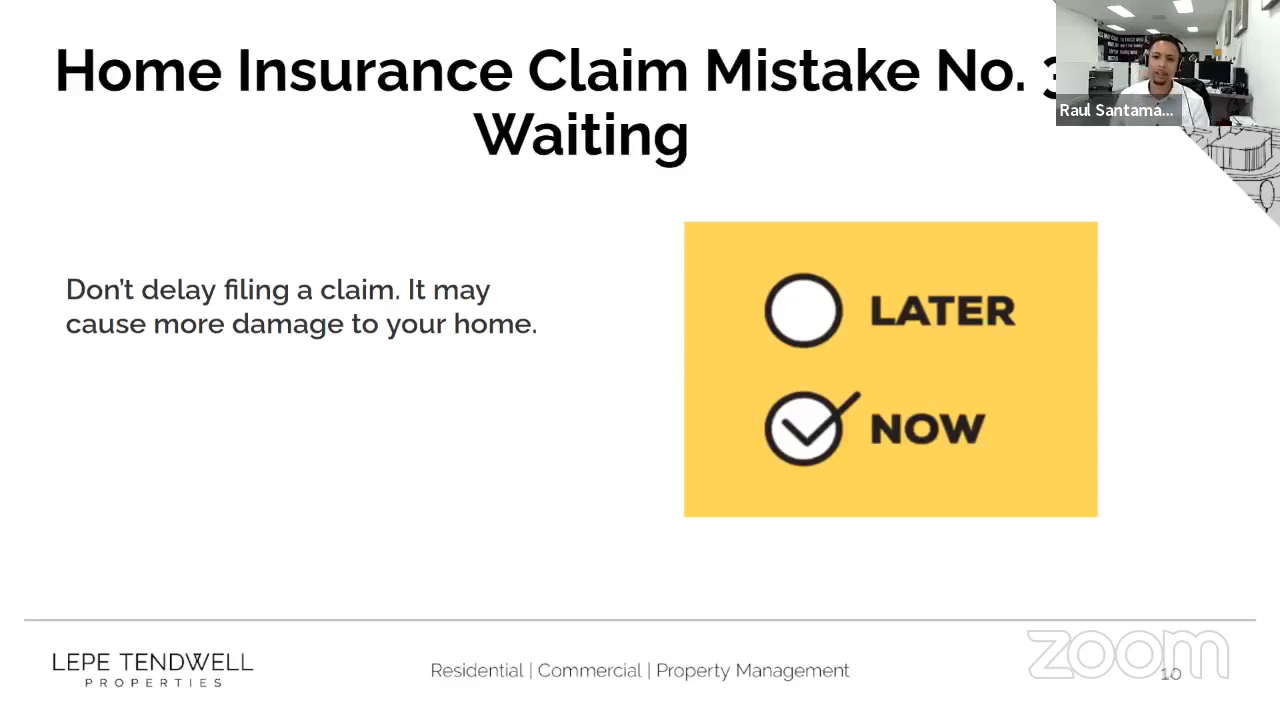 Home Insurance Claim Mistake No. 3
Waiting
Raul Santama...
Don't delay filing a claim. It may
cause more damage to your home.
LATER
NOW
LEPE TENDWELL
PROPERTIES
Residential | Commercial | Property Management
zoom
10